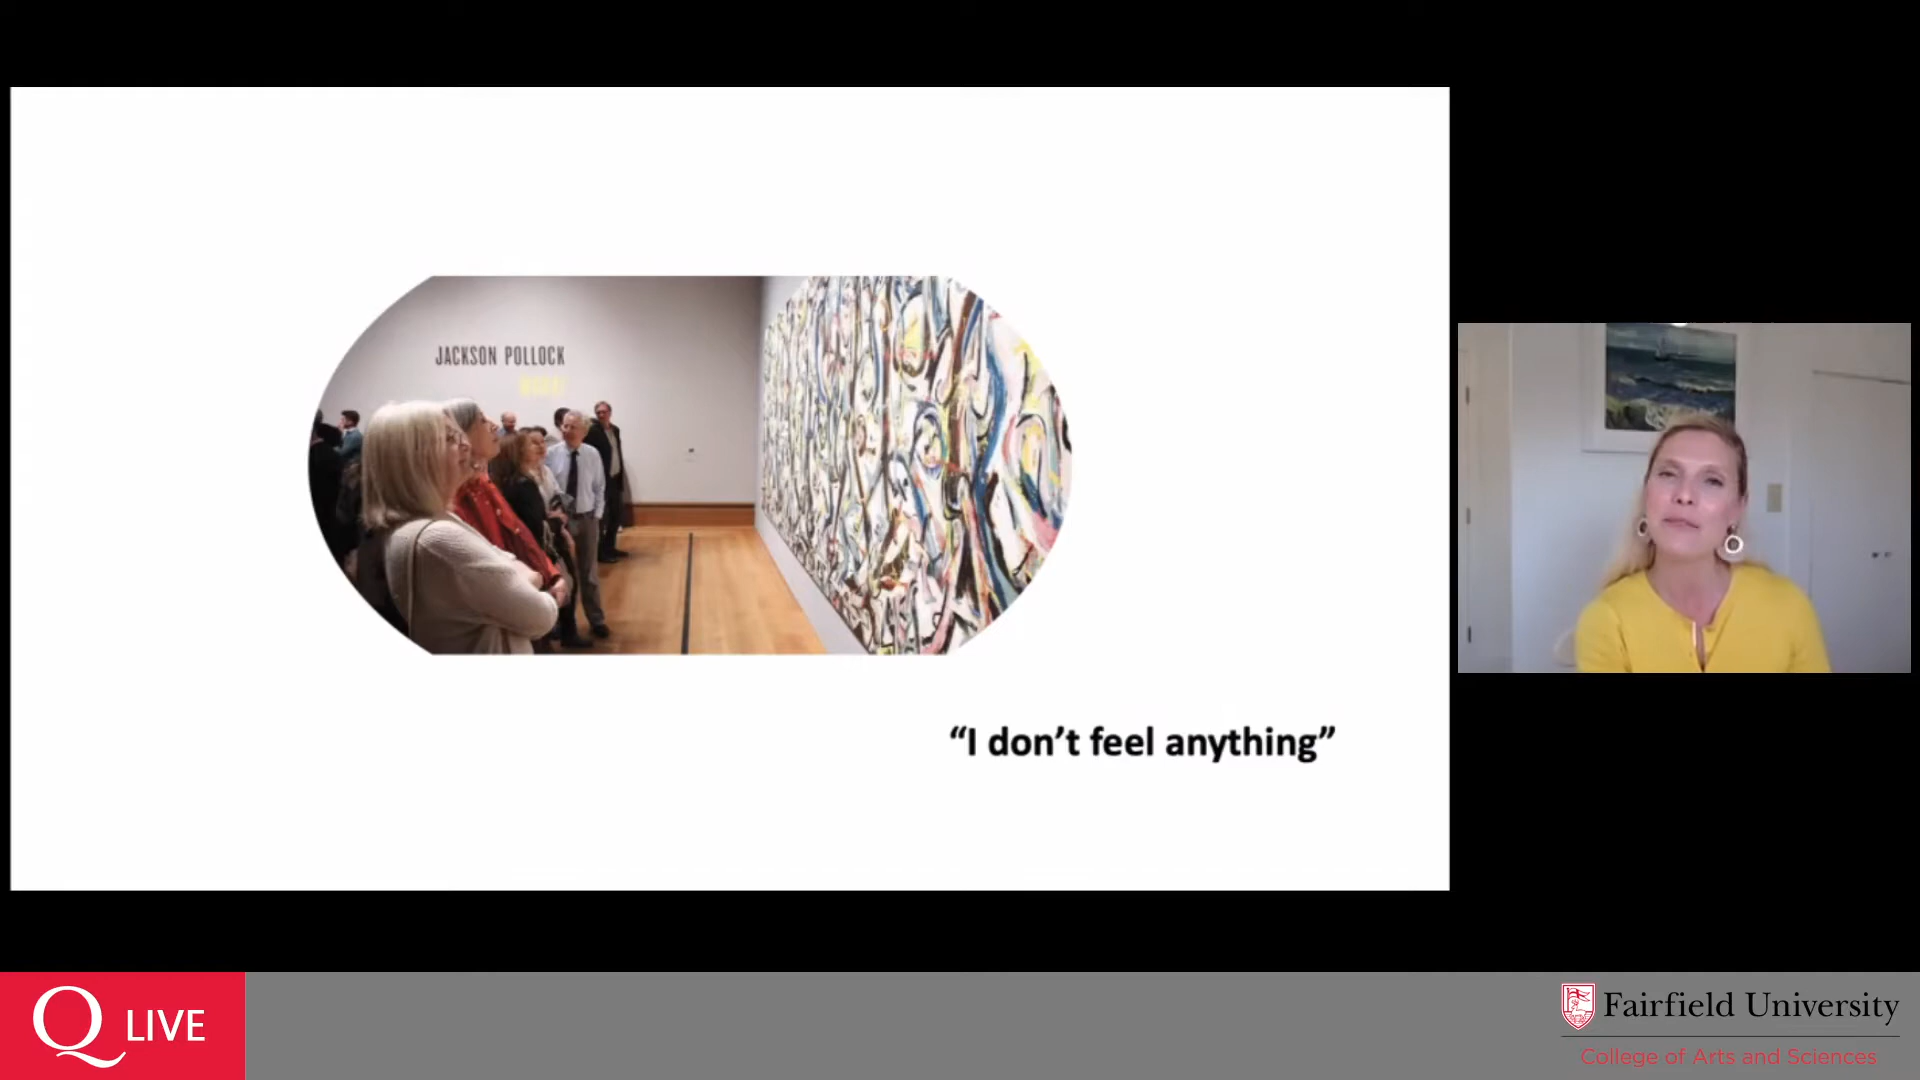 JACKSON POLLOCK
“I don’t feel anything”
Q LIVE
Fairfield University
College of Arts and Sciences